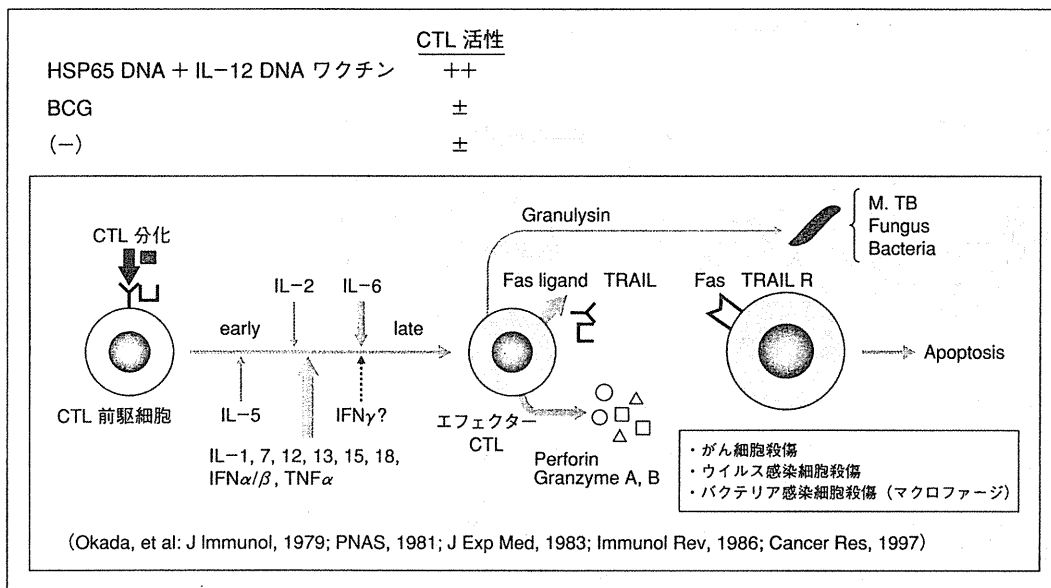 CTL 活性
HSP65 DNA + IL-12 DNA ワクチン ++
BCG ±
(-) ±
Granulysin
M. TB
Fungus
Bacteria
CTL 分化
IL-2 IL-6
Fas ligand TRAIL
Fas TRAIL R
early late
Apoptosis
CTL 前駆細胞
IL-5
IFNγ?
エフェクター
CTL
IL-1, 7, 12, 13, 15, 18,
IFNα/β, TNFα
Perforin
Granzyme A, B
・がん細胞殺傷
・ウイルス感染細胞殺傷
・バクテリア感染細胞殺傷(マクロファージ)
(Okada, et al: J Immunol, 1979; PNAS, 1981; J Exp Med, 1983; Immunol Rev, 1986; Cancer Res, 1997)